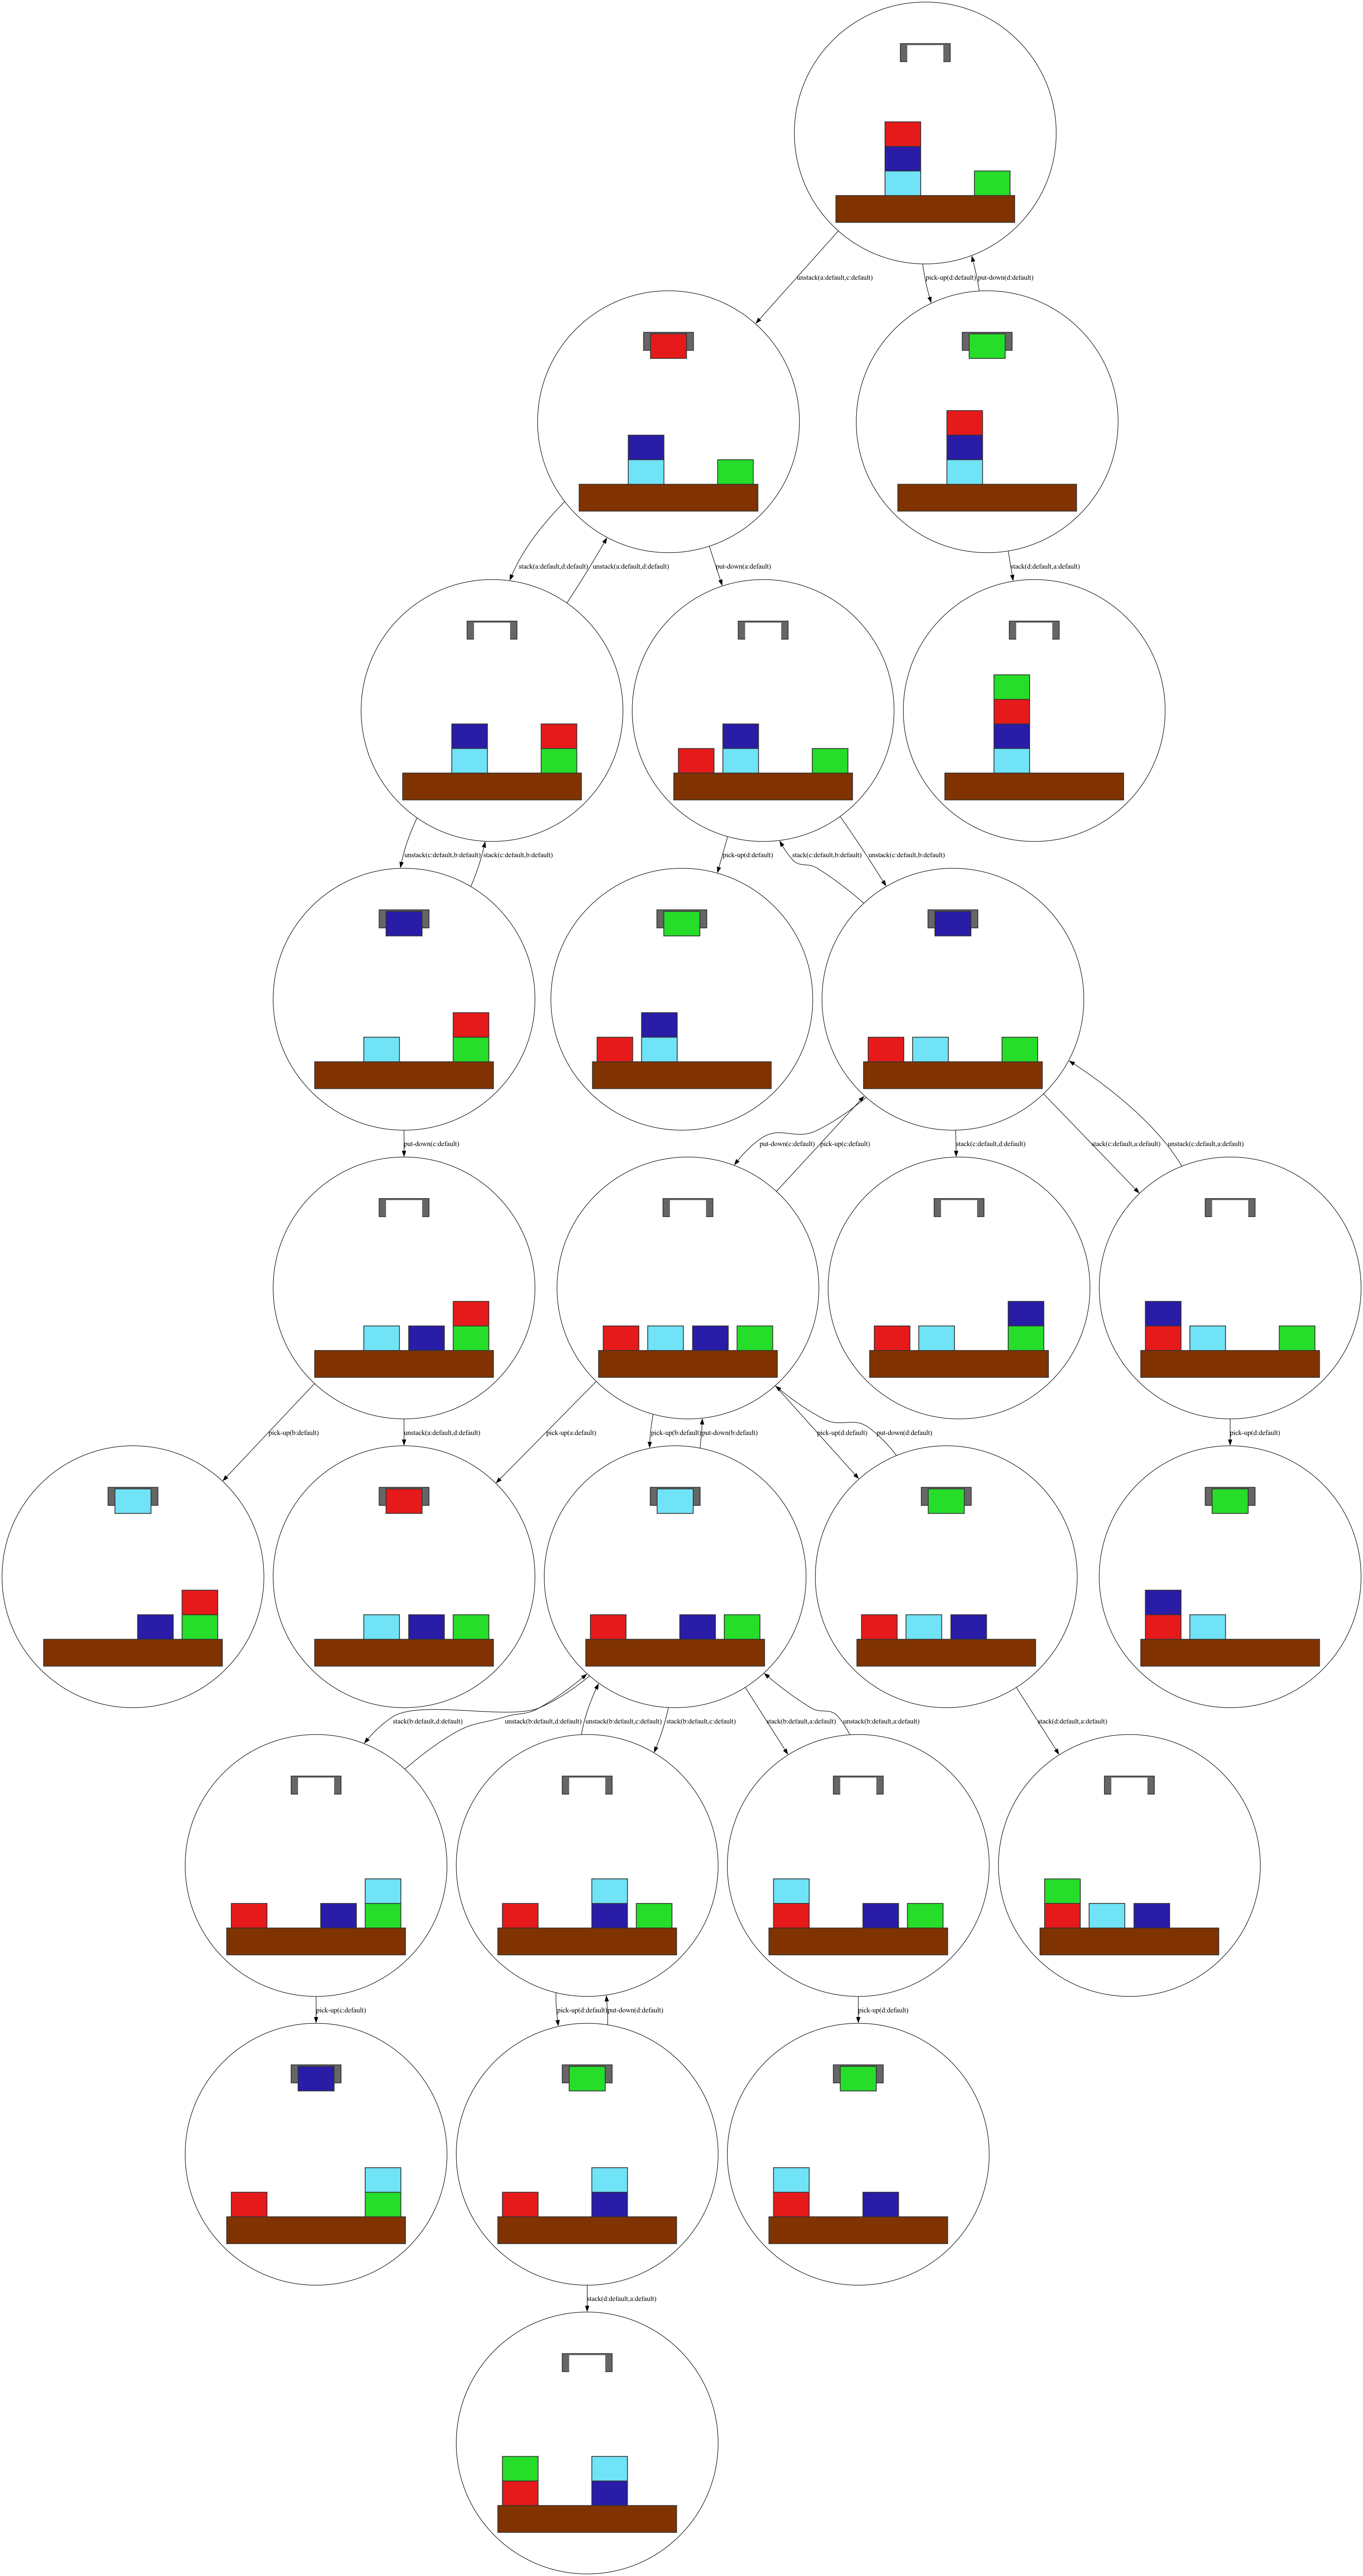 unstack(a:default,c:default)
pick-up(d:default)
put-down(d:default)
stack(a:default,d:default)
unstack(a:default,d:default)
put-down(a:default)
stack(d:default,a:default)
unstack(c:default,b:default)
stack(c:default,b:default)
pick-up(d:default)
stack(c:default,b:default)
unstack(c:default,b:default)
put-down(c:default)
put-down(c:default)
pick-up(c:default)
stack(c:default,d:default)
stack(c:default,a:default)
unstack(c:default,a:default)
pick-up(b:default)
unstack(a:default,d:default)
pick-up(a:default)
pick-up(b:default)
put-down(b:default)
pick-up(d:default)
put-down(d:default)
pick-up(d:default)
stack(b:default,d:default)
unstack(b:default,d:default)
unstack(b:default,c:default)
stack(b:default,c:default)
stack(b:default,a:default)
unstack(b:default,a:default)
stack(d:default,a:default)
pick-up(c:default)
pick-up(d:default)
put-down(d:default)
pick-up(d:default)
stack(d:default,a:default)